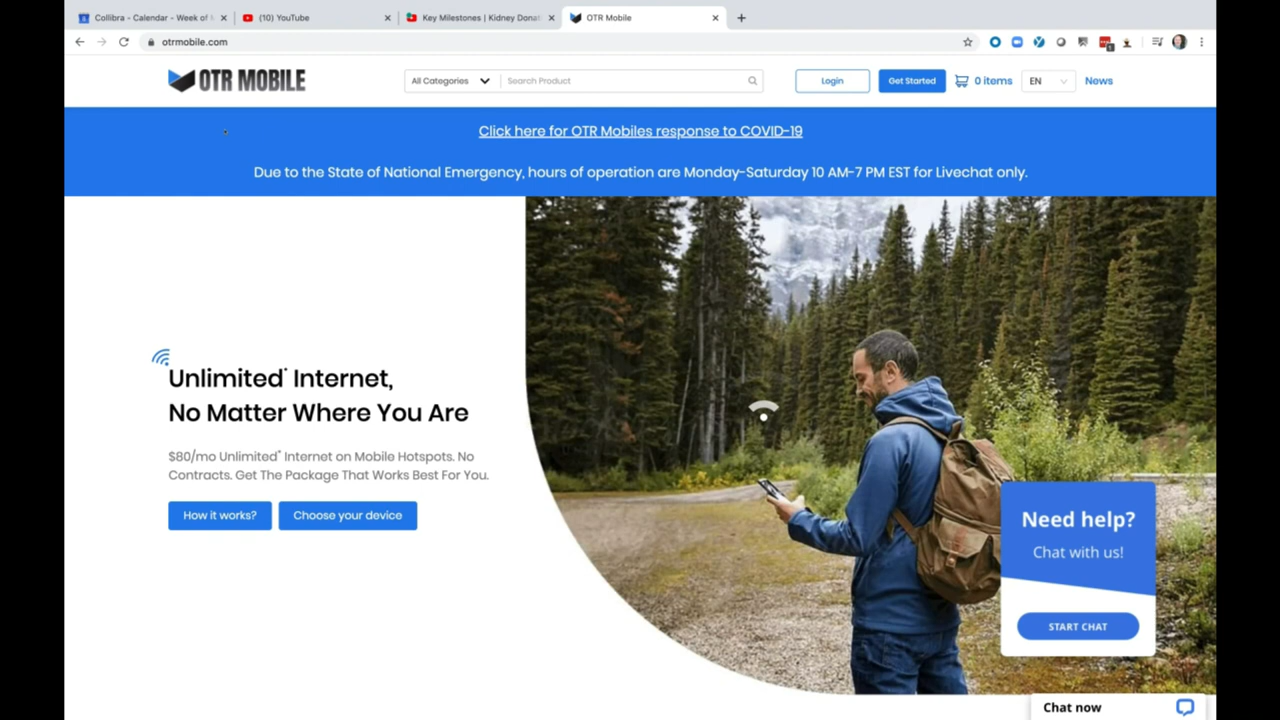 Collibra - Calendar - Week of M
(10) YouTube
Key Milestones | Kidney Donat
OTR Mobile
otrmobile.com
1
OTR MOBILE
All Categories
Search Product
Login
Get Started
0 items
EN
News
Click here for OTR Mobiles response to COVID-19
Due to the State of National Emergency, hours of operation are Monday-Saturday 10 AM-7 PM EST for Livechat only.
Unlimited* Internet,
No Matter Where You Are
$80/mo Unlimited* Internet on Mobile Hotspots. No
Contracts. Get The Package That Works Best For You.
How it works?
Choose your device
Need help?
Chat with us!
START CHAT
Chat now